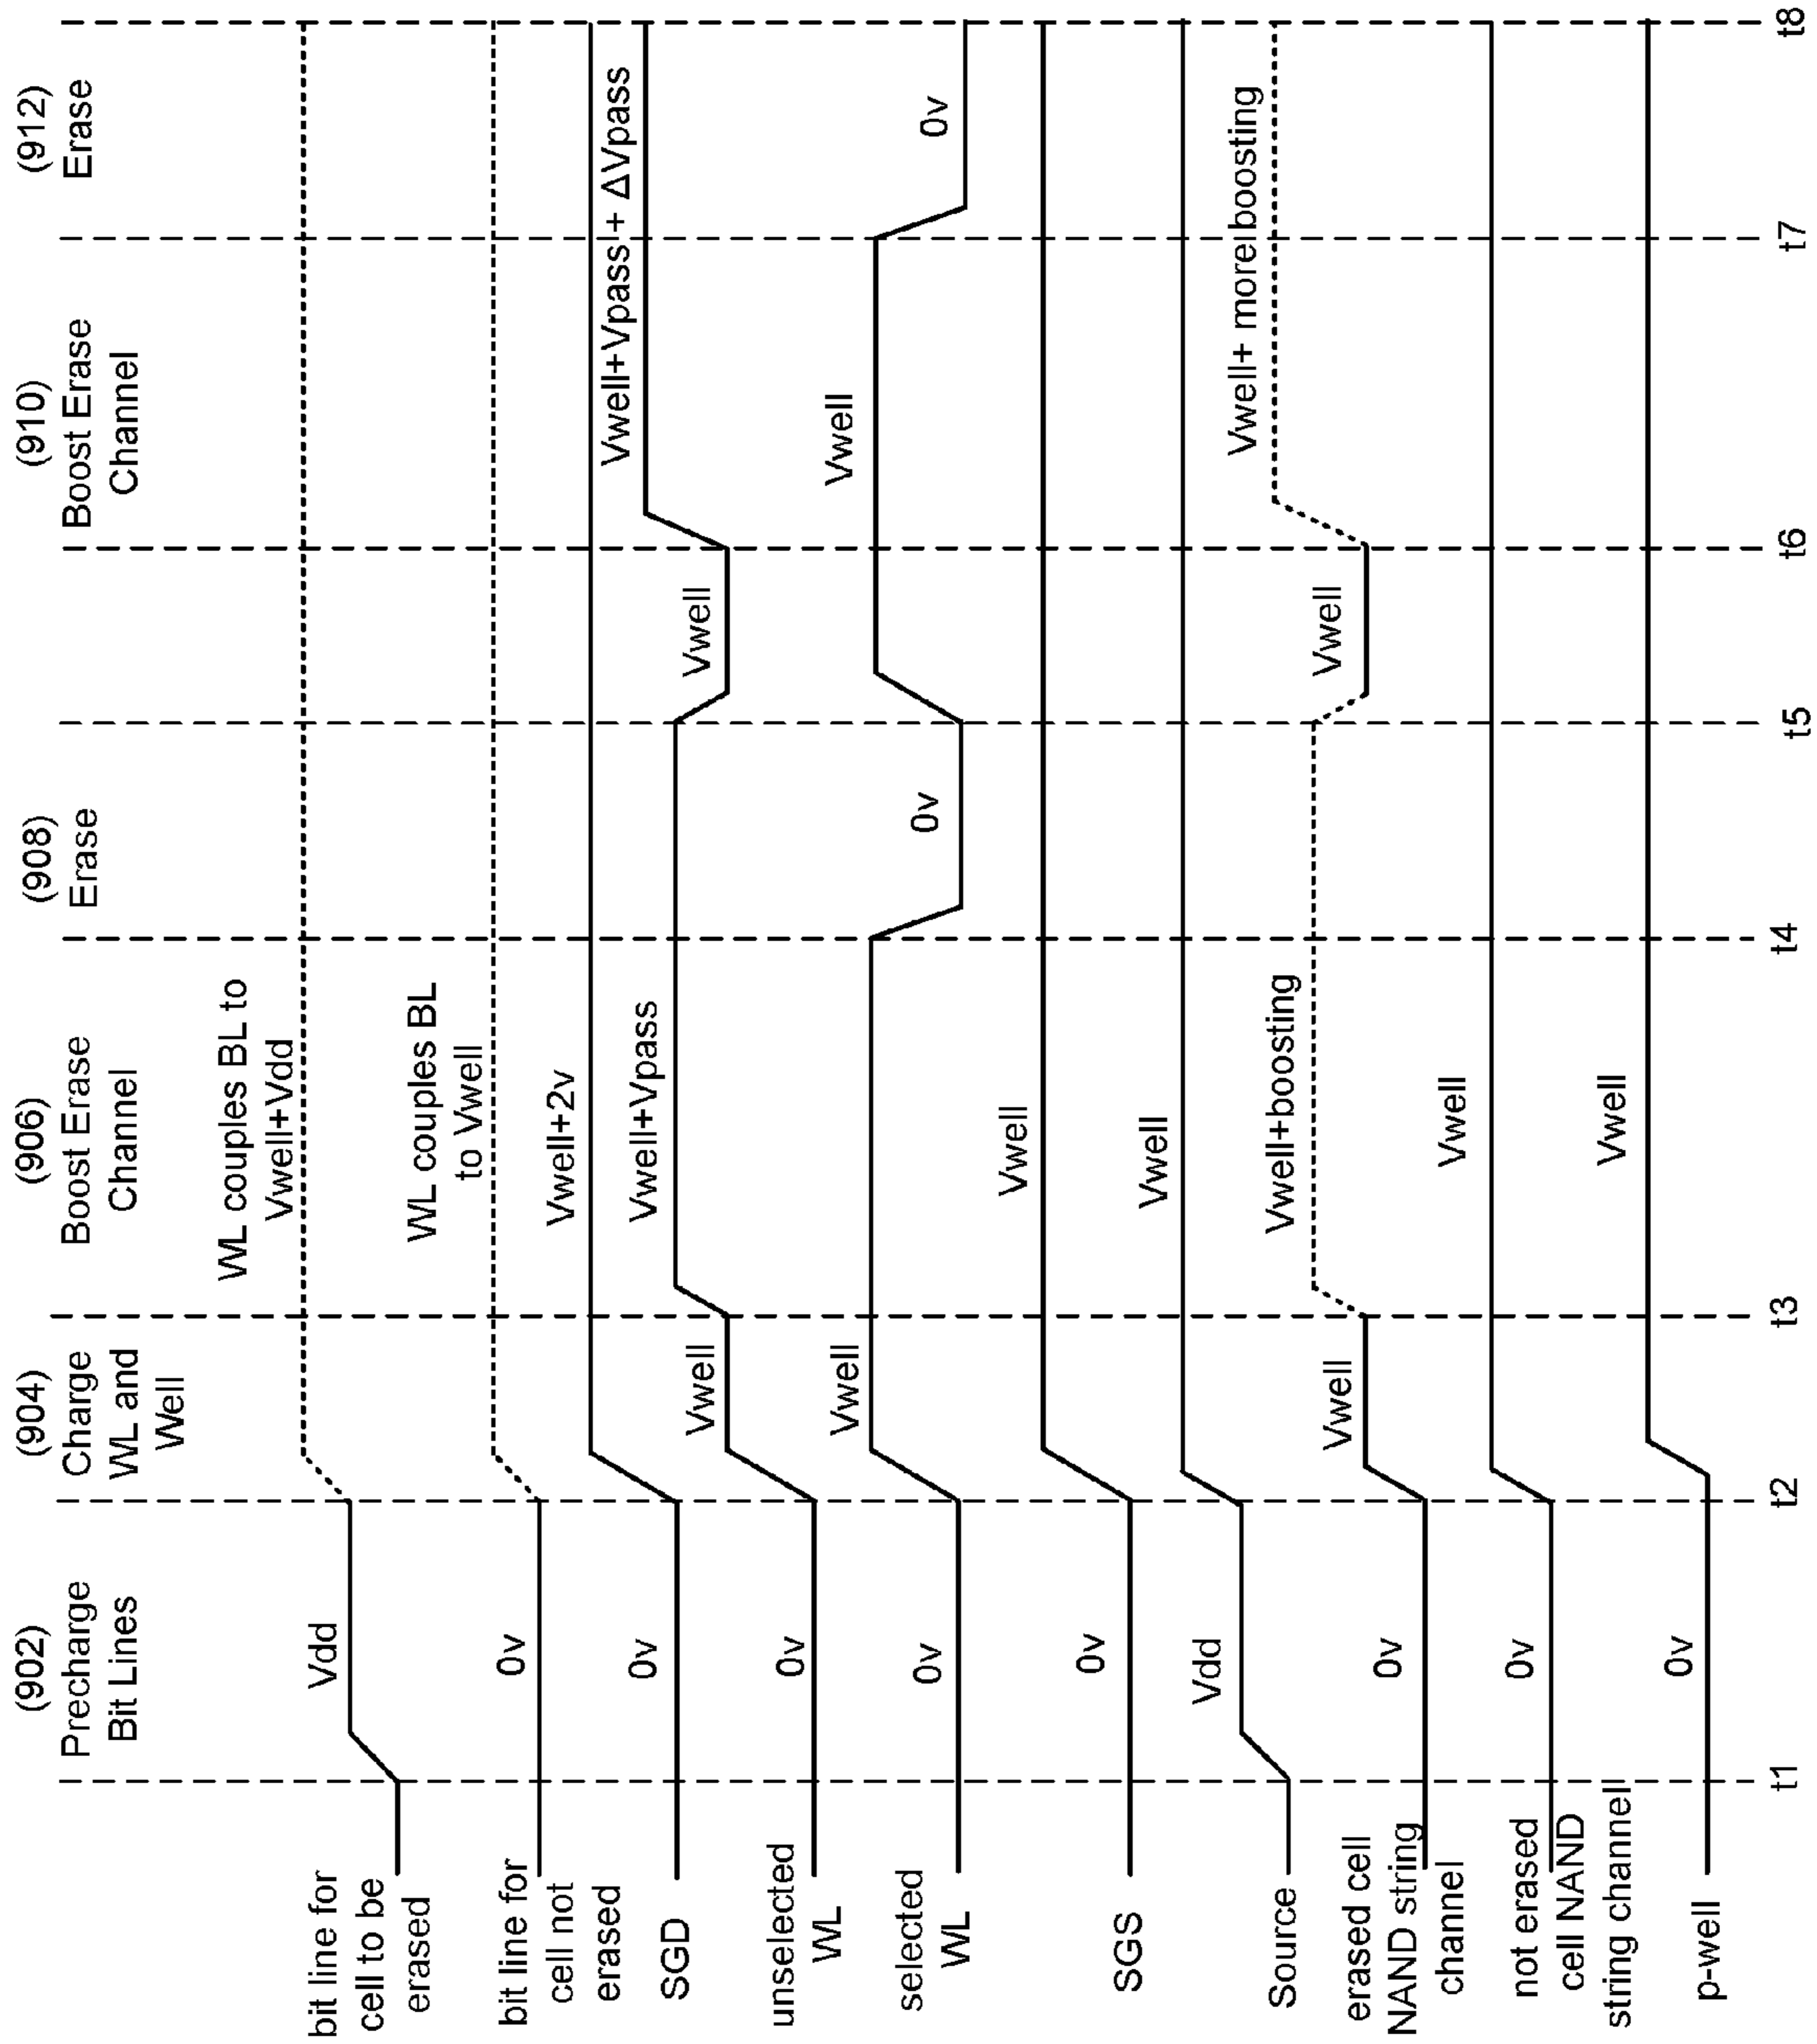 (902)
Precharge
Bit Lines
(904)
Charge
WL and
Well
(906)
Boost Erase
Channel
(908)
Erase
(910)
Boost Erase
Channel
(912)
Erase
bit line for
cell to be
erased
Vdd
WL couples BL to
Vwell+Vdd
bit line for
cell not
erased
0v
WL couples BL
to Vwell
SGD
0v
Vwell+2v
unselected
WL
0v
Vwell
Vwell+Vpass
Vwell
Vwell+Vpass + ΔVpass
selected
WL
0v
Vwell
0v
Vwell
0v
SGS
0v
Vwell
Source
Vdd
Vwell
erased cell
NAND string
channel
0v
Vwell
Vwell+boosting
Vwell
Vwell+ more boosting
not erased
cell NAND
string channel
0v
Vwell
p-well
0v
Vwell
t1
t2
t3
t4
t5
t6
t7
t8